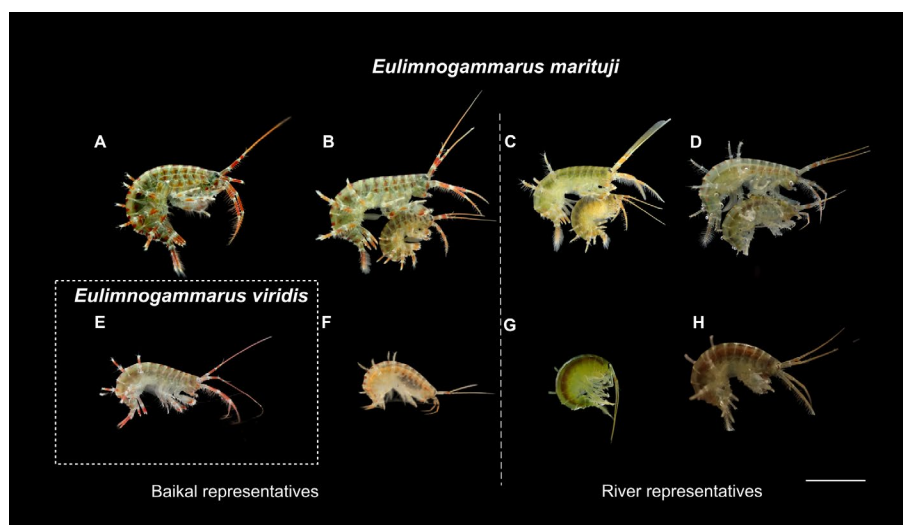 Eulimnogammarus marituji
A
B
C
D
Eulimnogammarus viridis
E
F
G
H
Baikal representatives
River representatives